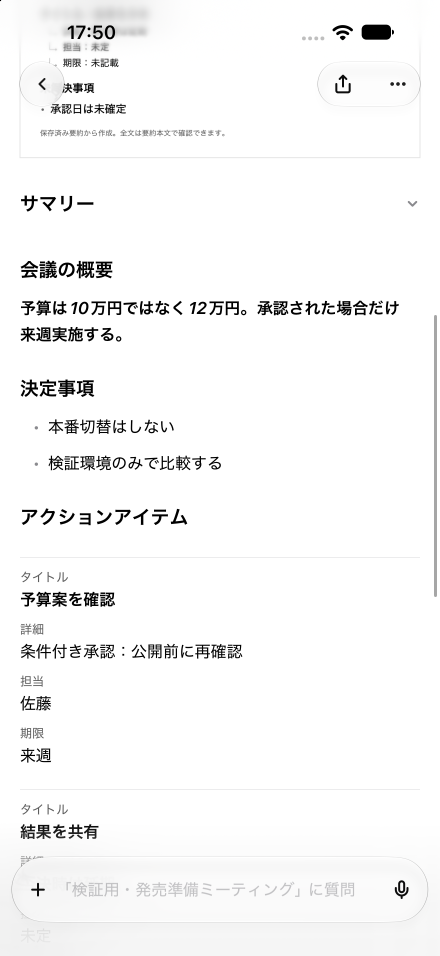 17:50
担当：未定
期限：未記載
決事項
承認日は未確定
保存済み要約から作成。全文は要約本文で確認できます。
サマリー
会議の概要
予算は10万円ではなく12万円。承認された場合だけ
来週実施する。
決定事項
本番切替はしない
検証環境のみで比較する
アクションアイテム
タイトル
予算案を確認
詳細
条件付き承認：公開前に再確認
担当
佐藤
期限
来週
タイトル
結果を共有
詳細
「検証用・発売準備ミーティング」に質問
未定